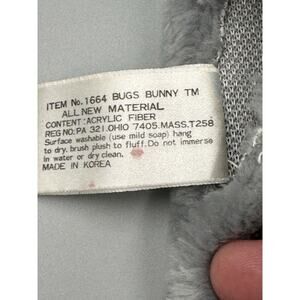 ITEM No.1664 BUGS BUNNY TM
ALL NEW MATERIAL
CONTENT: ACRYLIC FIBER
REG NO: PA 321.OHIO 7405.MASS.T258
Surface washable (use mild soap) hang
to dry. brush plush to fluff. Do not immerse
in water or dry clean.
MADE IN KOREA